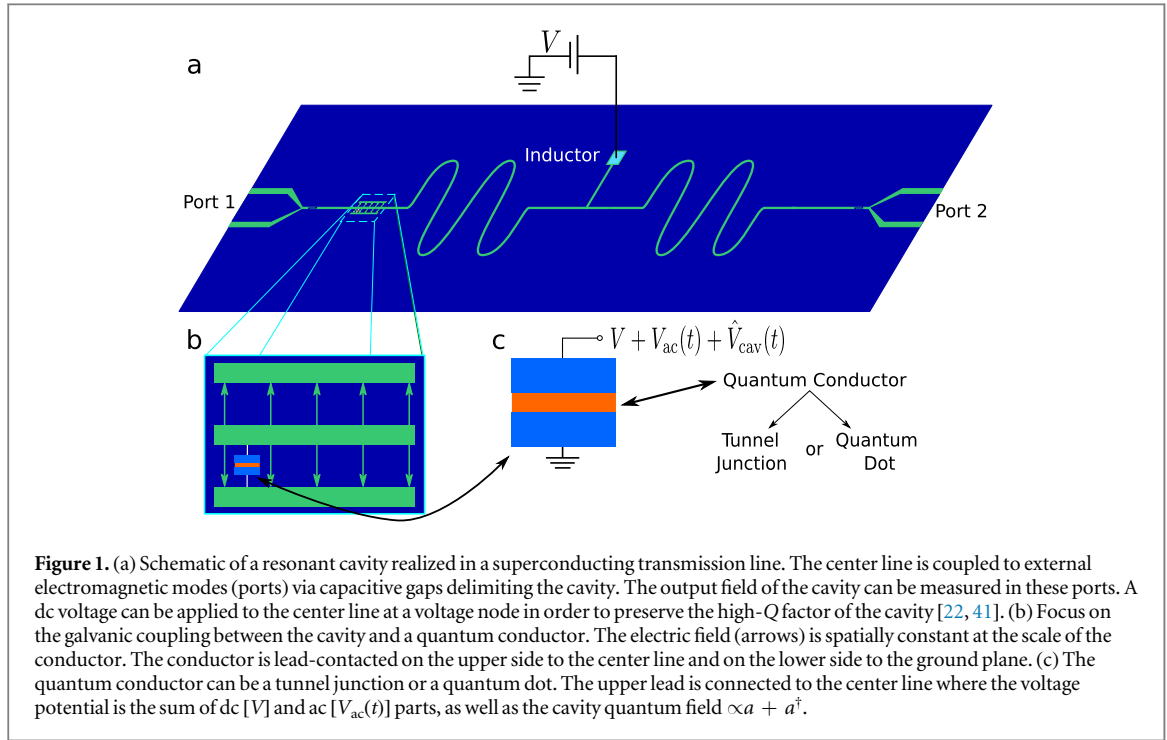 a
V
Inductor
Port 1
Port 2
b
c
V + V_ac(t) + V̂_cav(t)
Quantum Conductor
Tunnel
Junction
or
Quantum
Dot
Figure 1. (a) Schematic of a resonant cavity realized in a superconducting transmission line. The center line is coupled to external
electromagnetic modes (ports) via capacitive gaps delimiting the cavity. The output field of the cavity can be measured in these ports. A
dc voltage can be applied to the center line at a voltage node in order to preserve the high-Q factor of the cavity [22, 41]. (b) Focus on
the galvanic coupling between the cavity and a quantum conductor. The electric field (arrows) is spatially constant at the scale of the
conductor. The conductor is lead-contacted on the upper side to the center line and on the lower side to the ground plane. (c) The
quantum conductor can be a tunnel junction or a quantum dot. The upper lead is connected to the center line where the voltage
potential is the sum of dc [V] and ac [V_ac(t)] parts, as well as the cavity quantum field ∝a + a†.